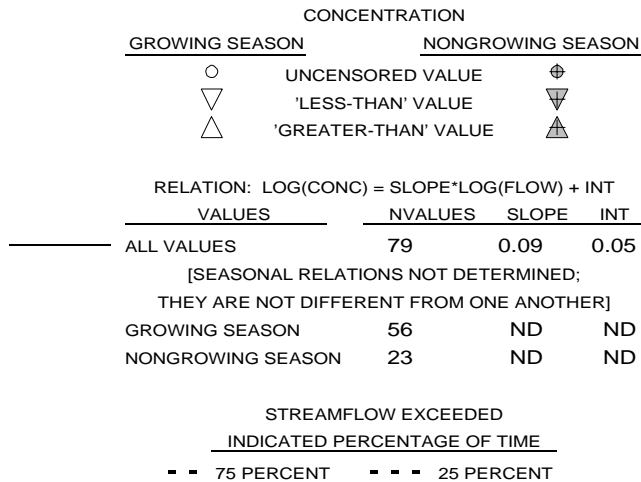 CONCENTRATION
GROWING SEASON NONGROWING SEASON
UNCENSORED VALUE
'LESS-THAN' VALUE
'GREATER-THAN' VALUE
RELATION: LOG(CONC) = SLOPE*LOG(FLOW) + INT
VALUES NVALUES SLOPE INT
ALL VALUES 79 0.09 0.05
[SEASONAL RELATIONS NOT DETERMINED;
THEY ARE NOT DIFFERENT FROM ONE ANOTHER]
GROWING SEASON 56 ND ND
NONGROWING SEASON 23 ND ND
STREAMFLOW EXCEEDED
INDICATED PERCENTAGE OF TIME
75 PERCENT 25 PERCENT